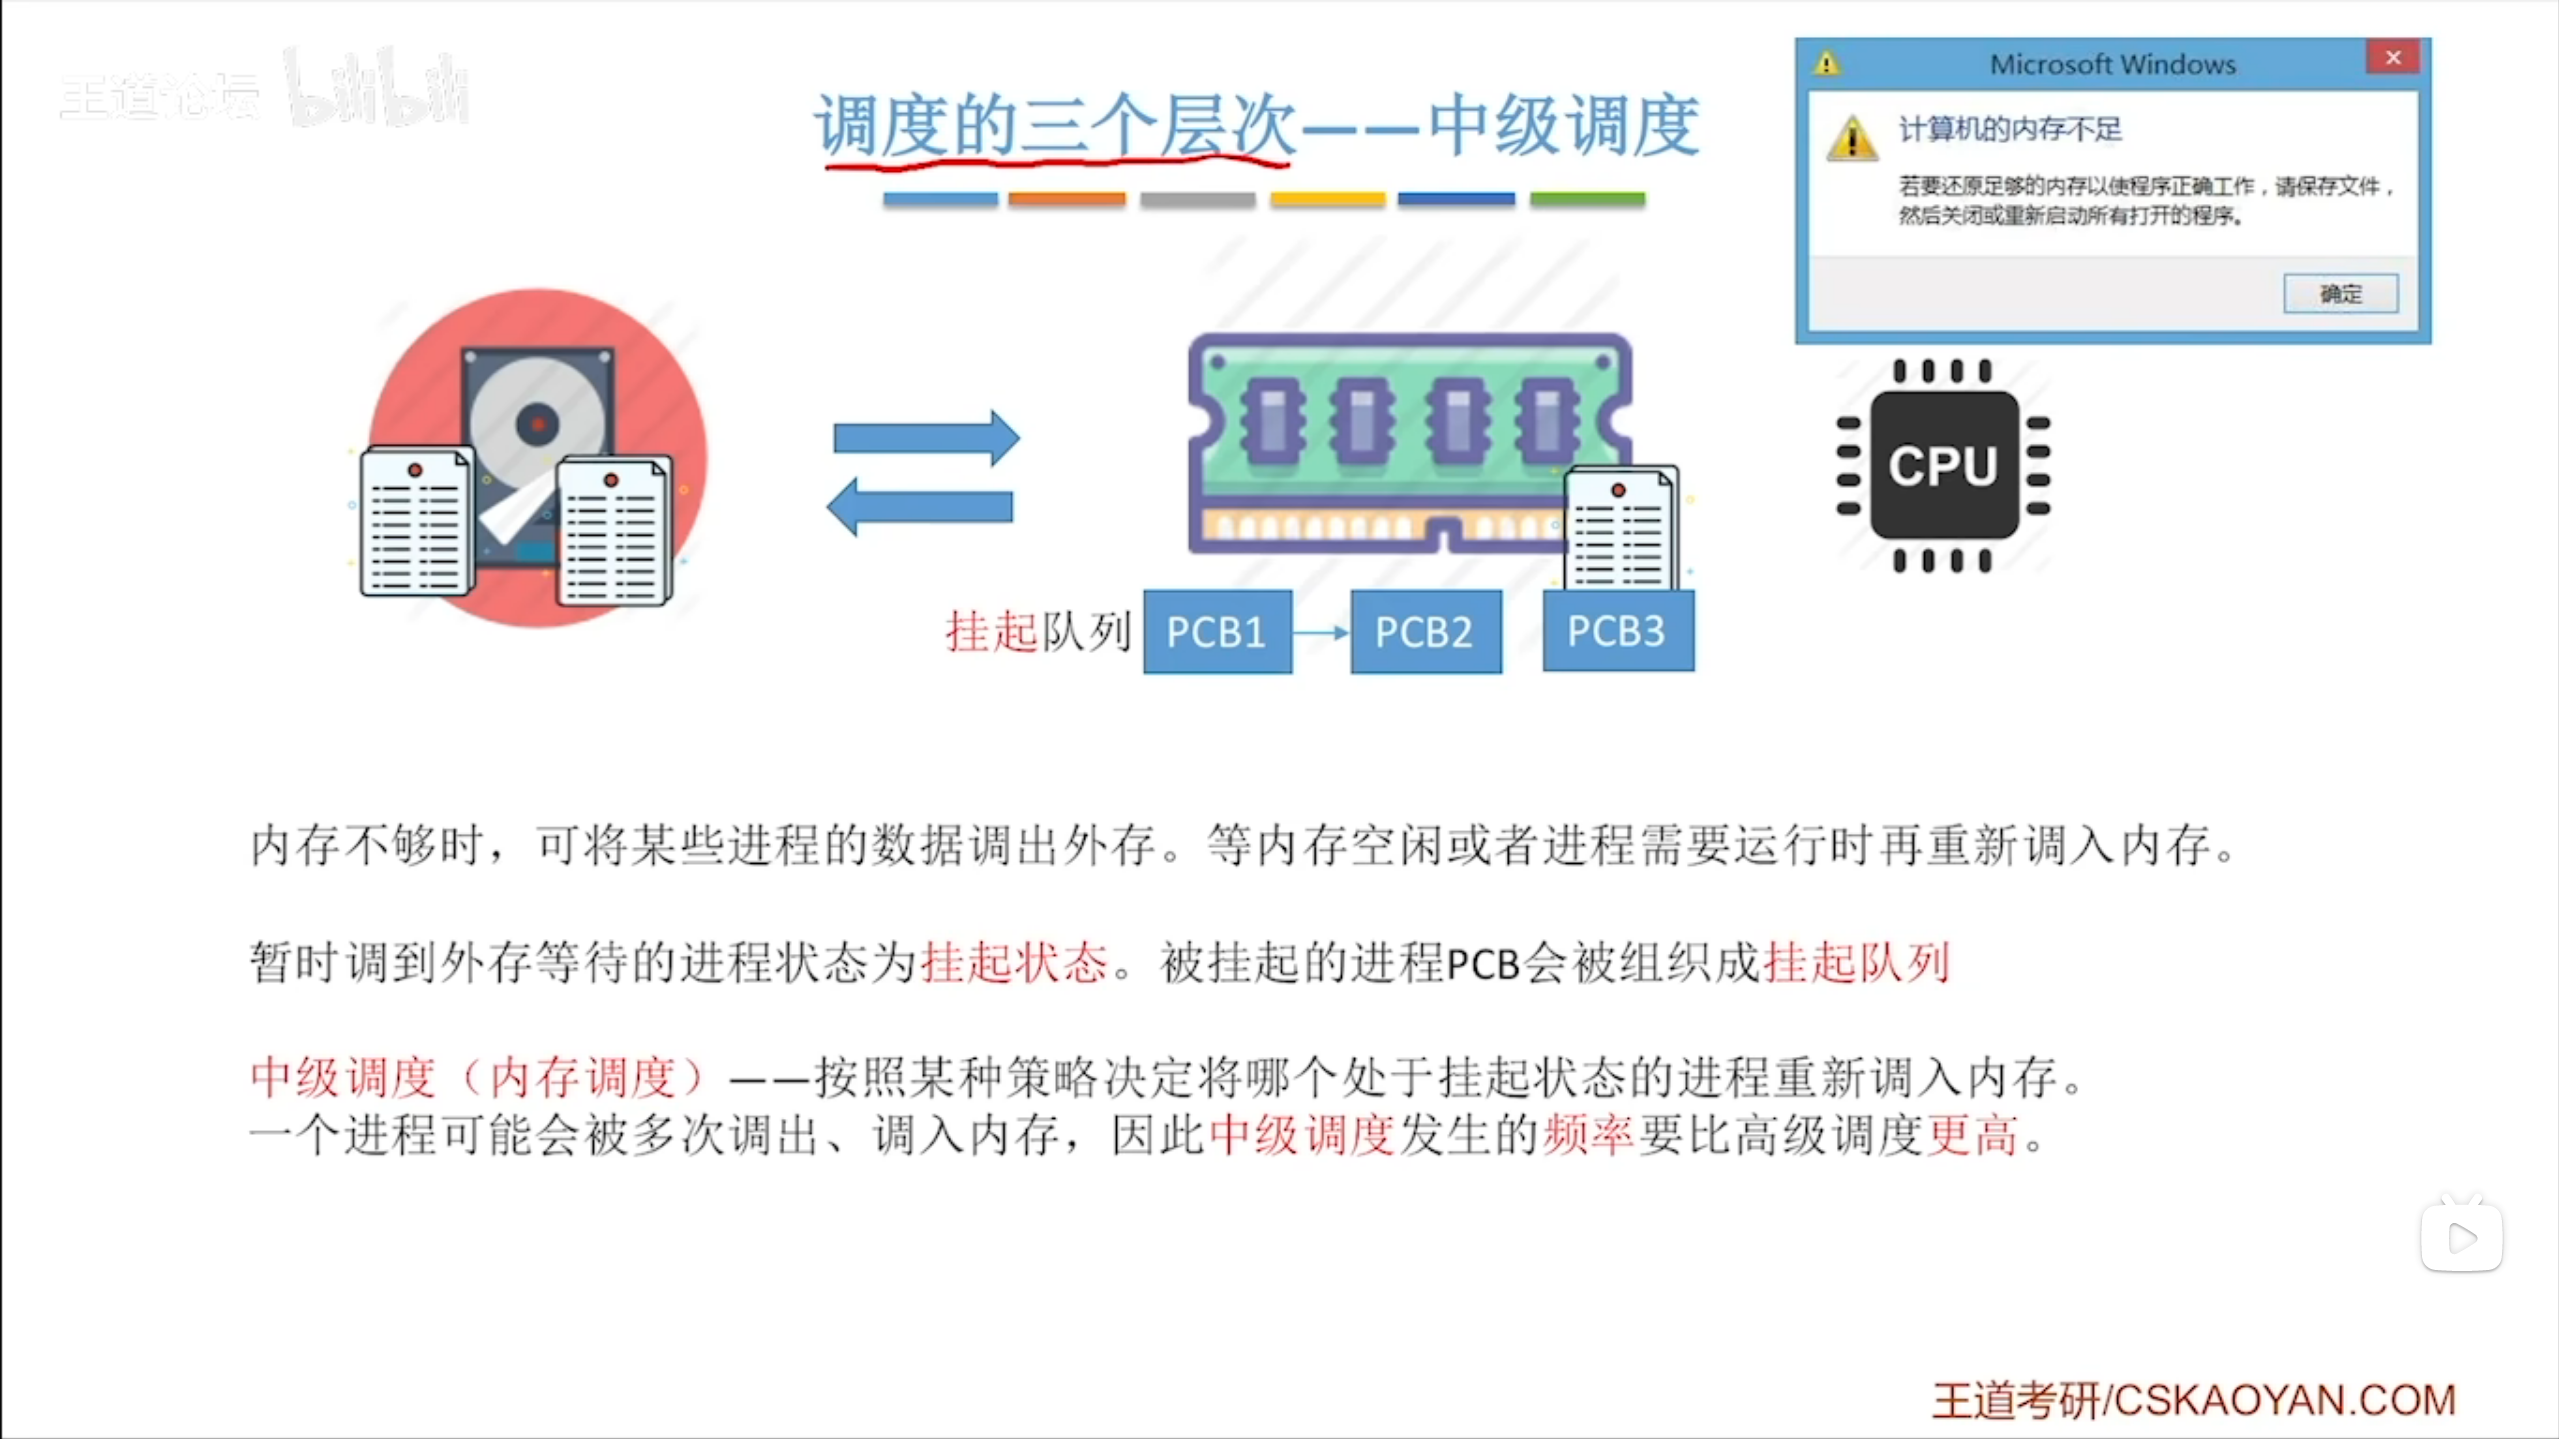 王道论坛 bilibili
调度的三个层次——中级调度
Microsoft Windows
计算机的内存不足
若要还原足够的内存以使程序正确工作，请保存文件，
然后关闭或重新启动所有打开的程序。
确定
CPU
挂起队列 PCB1 PCB2 PCB3
内存不够时，可将某些进程的数据调出外存。等内存空闲或者进程需要运行时再重新调入内存。
暂时调到外存等待的进程状态为挂起状态。被挂起的进程PCB会被组织成挂起队列
中级调度（内存调度）——按照某种策略决定将哪个处于挂起状态的进程重新调入内存。
一个进程可能会被多次调出、调入内存，因此中级调度发生的频率要比高级调度更高。
王道考研/CSKAOYAN.COM